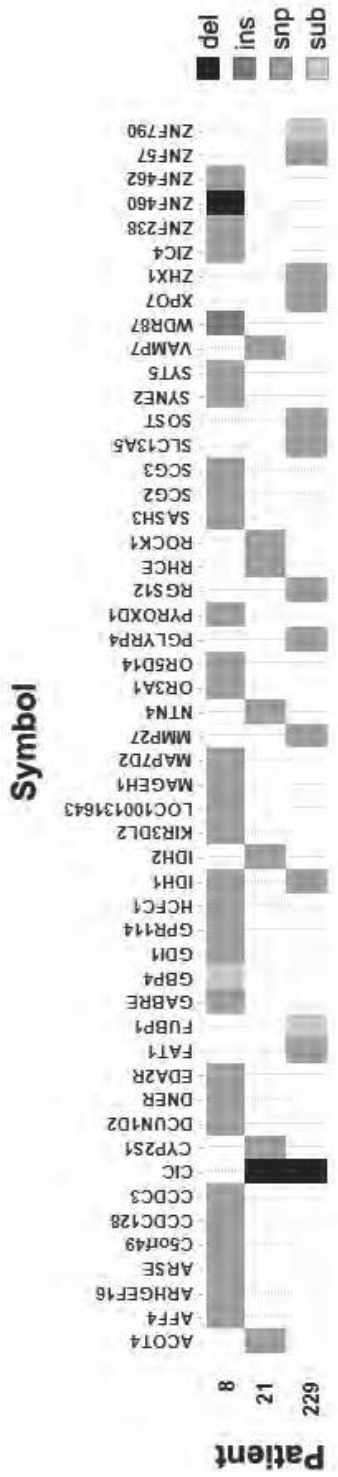 Symbol
ACOT4
AFF4
ARHGEF16
ARSE
C5orf49
CCDC128
CCDC3
CIC
CYP2S1
DCUN1D2
DNER
EDA2R
FAT1
FUBP1
GABRE
GBP4
GDI1
GPR114
HCFC1
IDH1
IDH2
KIR3DL2
LOC100131643
MAGEH1
MAP7D2
MMP27
NTN4
OR3A1
OR5D14
PGLYRP4
PYROXD1
RGS12
RHCE
ROCK1
SASH3
SCG2
SCG3
SLC13A5
SOST
SYNE2
SYT5
VAMP7
WDR87
XPO7
ZHX1
ZIC4
ZNF238
ZNF460
ZNF462
ZNF57
ZNF790
Patient
8
21
229
del
ins
snp
sub